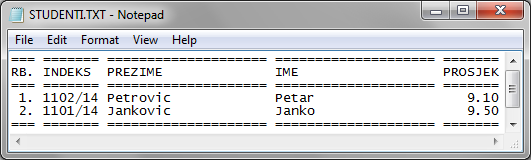 STUDENTI.TXT - Notepad
File Edit Format View Help
=== ======= ==================== ==================== =======
RB. INDEKS  PREZIME              IME                  PROSJEK
=== ======= ==================== ==================== =======
 1. 1102/14 Petrovic             Petar                   9.10
 2. 1101/14 Jankovic             Janko                   9.50
=== ======= ==================== ==================== =======